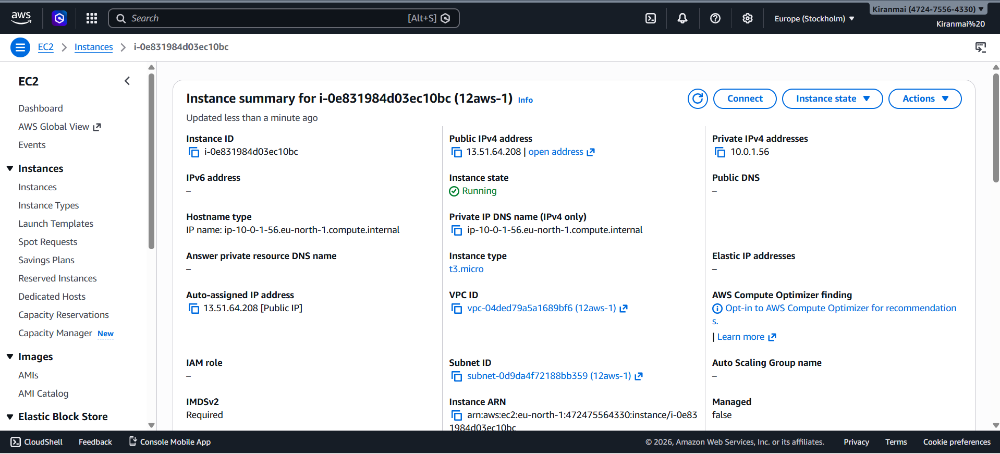 aws
Search
[Alt+S]
Europe (Stockholm)
Kiranmai (4724-7556-4330)
Kiranmai%20
EC2
Instances
i-0e831984d03ec10bc
EC2
Dashboard
AWS Global View
Events
Instances
Instances
Instance Types
Launch Templates
Spot Requests
Savings Plans
Reserved Instances
Dedicated Hosts
Capacity Reservations
Capacity Manager New
Images
AMIs
AMI Catalog
Elastic Block Store
Instance summary for i-0e831984d03ec10bc (12aws-1) Info
Updated less than a minute ago
Connect
Instance state
Actions
Instance ID
i-0e831984d03ec10bc
Public IPv4 address
13.51.64.208 | open address
Private IPv4 addresses
10.0.1.56
IPv6 address
–
Instance state
Running
Public DNS
–
Hostname type
IP name: ip-10-0-1-56.eu-north-1.compute.internal
Private IP DNS name (IPv4 only)
ip-10-0-1-56.eu-north-1.compute.internal
Answer private resource DNS name
–
Instance type
t3.micro
Elastic IP addresses
–
Auto-assigned IP address
13.51.64.208 [Public IP]
VPC ID
vpc-04ded79a5a1689bf6 (12aws-1)
AWS Compute Optimizer finding
Opt-in to AWS Compute Optimizer for recommendation
s.
| Learn more
IAM role
–
Subnet ID
subnet-0d9da4f72188bb359 (12aws-1)
Auto Scaling Group name
–
IMDSv2
Required
Instance ARN
arn:aws:ec2:eu-north-1:472475564330:instance/i-0e83
1984d03ec10bc
Managed
false
CloudShell
Feedback
Console Mobile App
© 2026, Amazon Web Services, Inc. or its affiliates.
Privacy
Terms
Cookie preferences